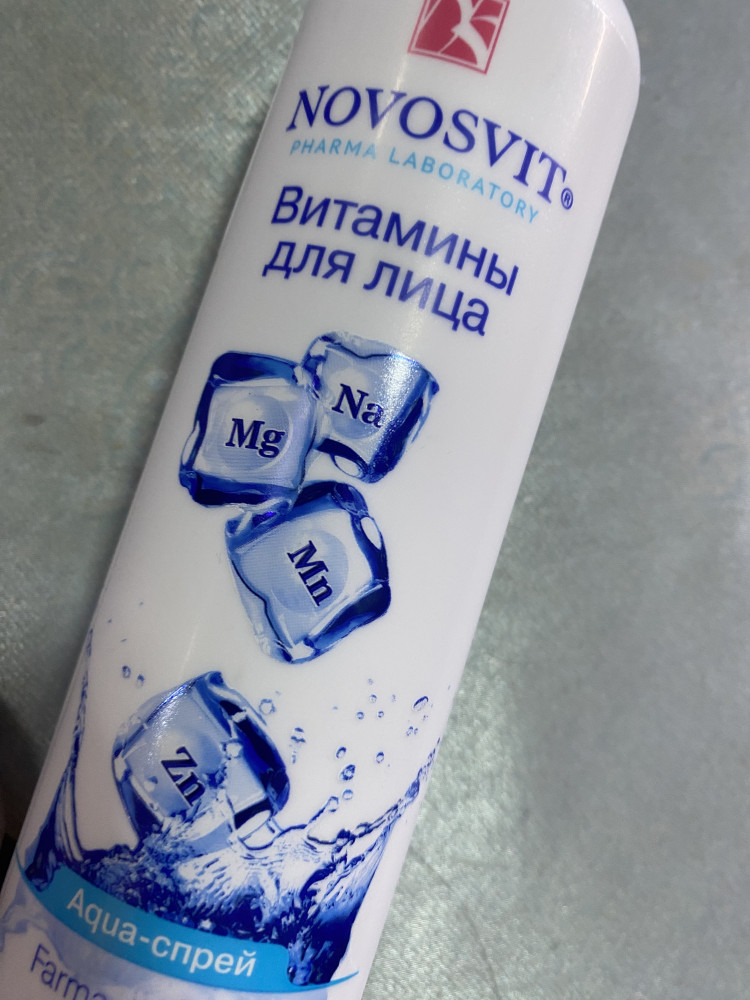 NOVOSVIT®
PHARMA LABORATORY
Витамины
для лица
Na
Mg
Mn
Zn
Aqua-спрей